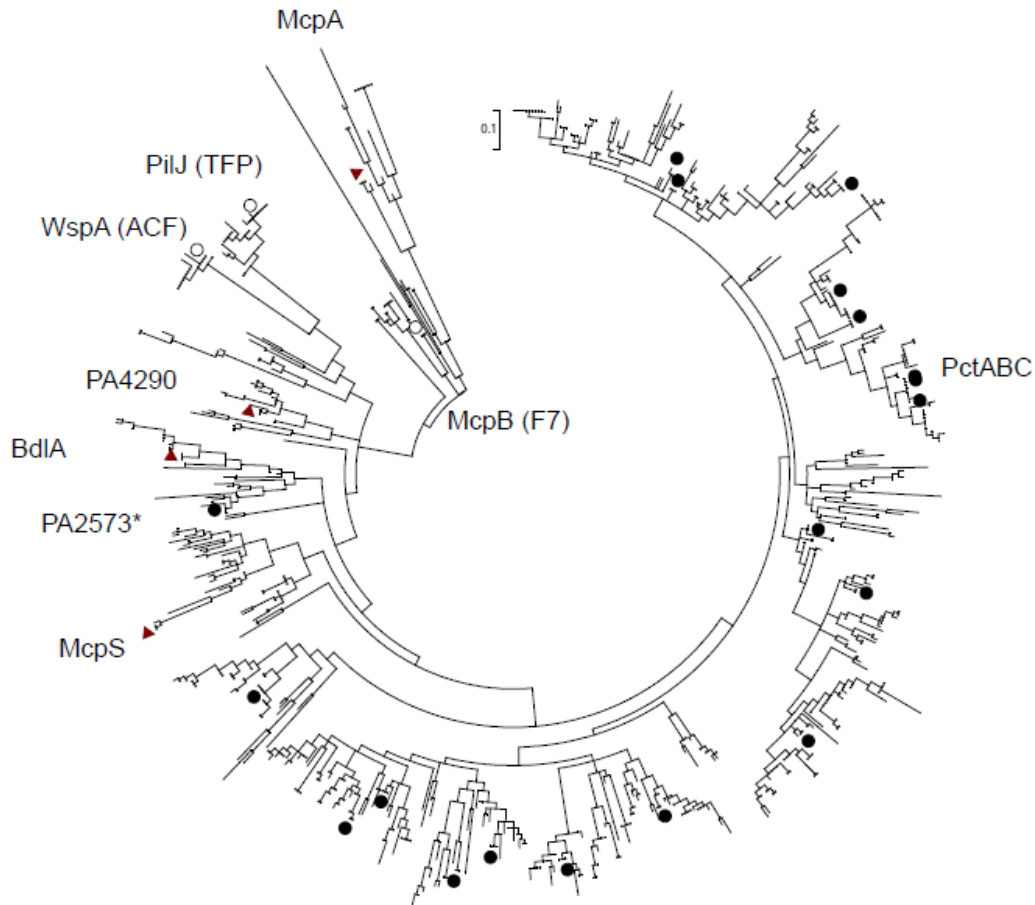 McpA
0.1
PilJ (TFP)
WspA (ACF)
PA4290
PctABC
McpB (F7)
BdlA
PA2573*
McpS